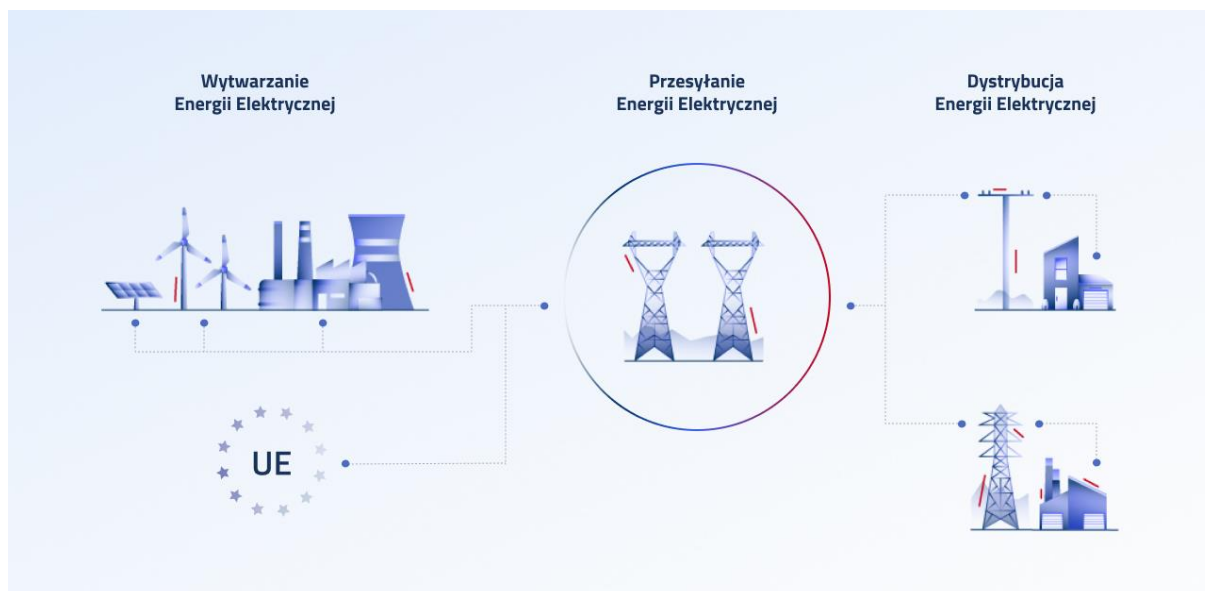 Wytwarzanie
Energii Elektrycznej
Przesyłanie
Energii Elektrycznej
Dystrybucja
Energii Elektrycznej
UE